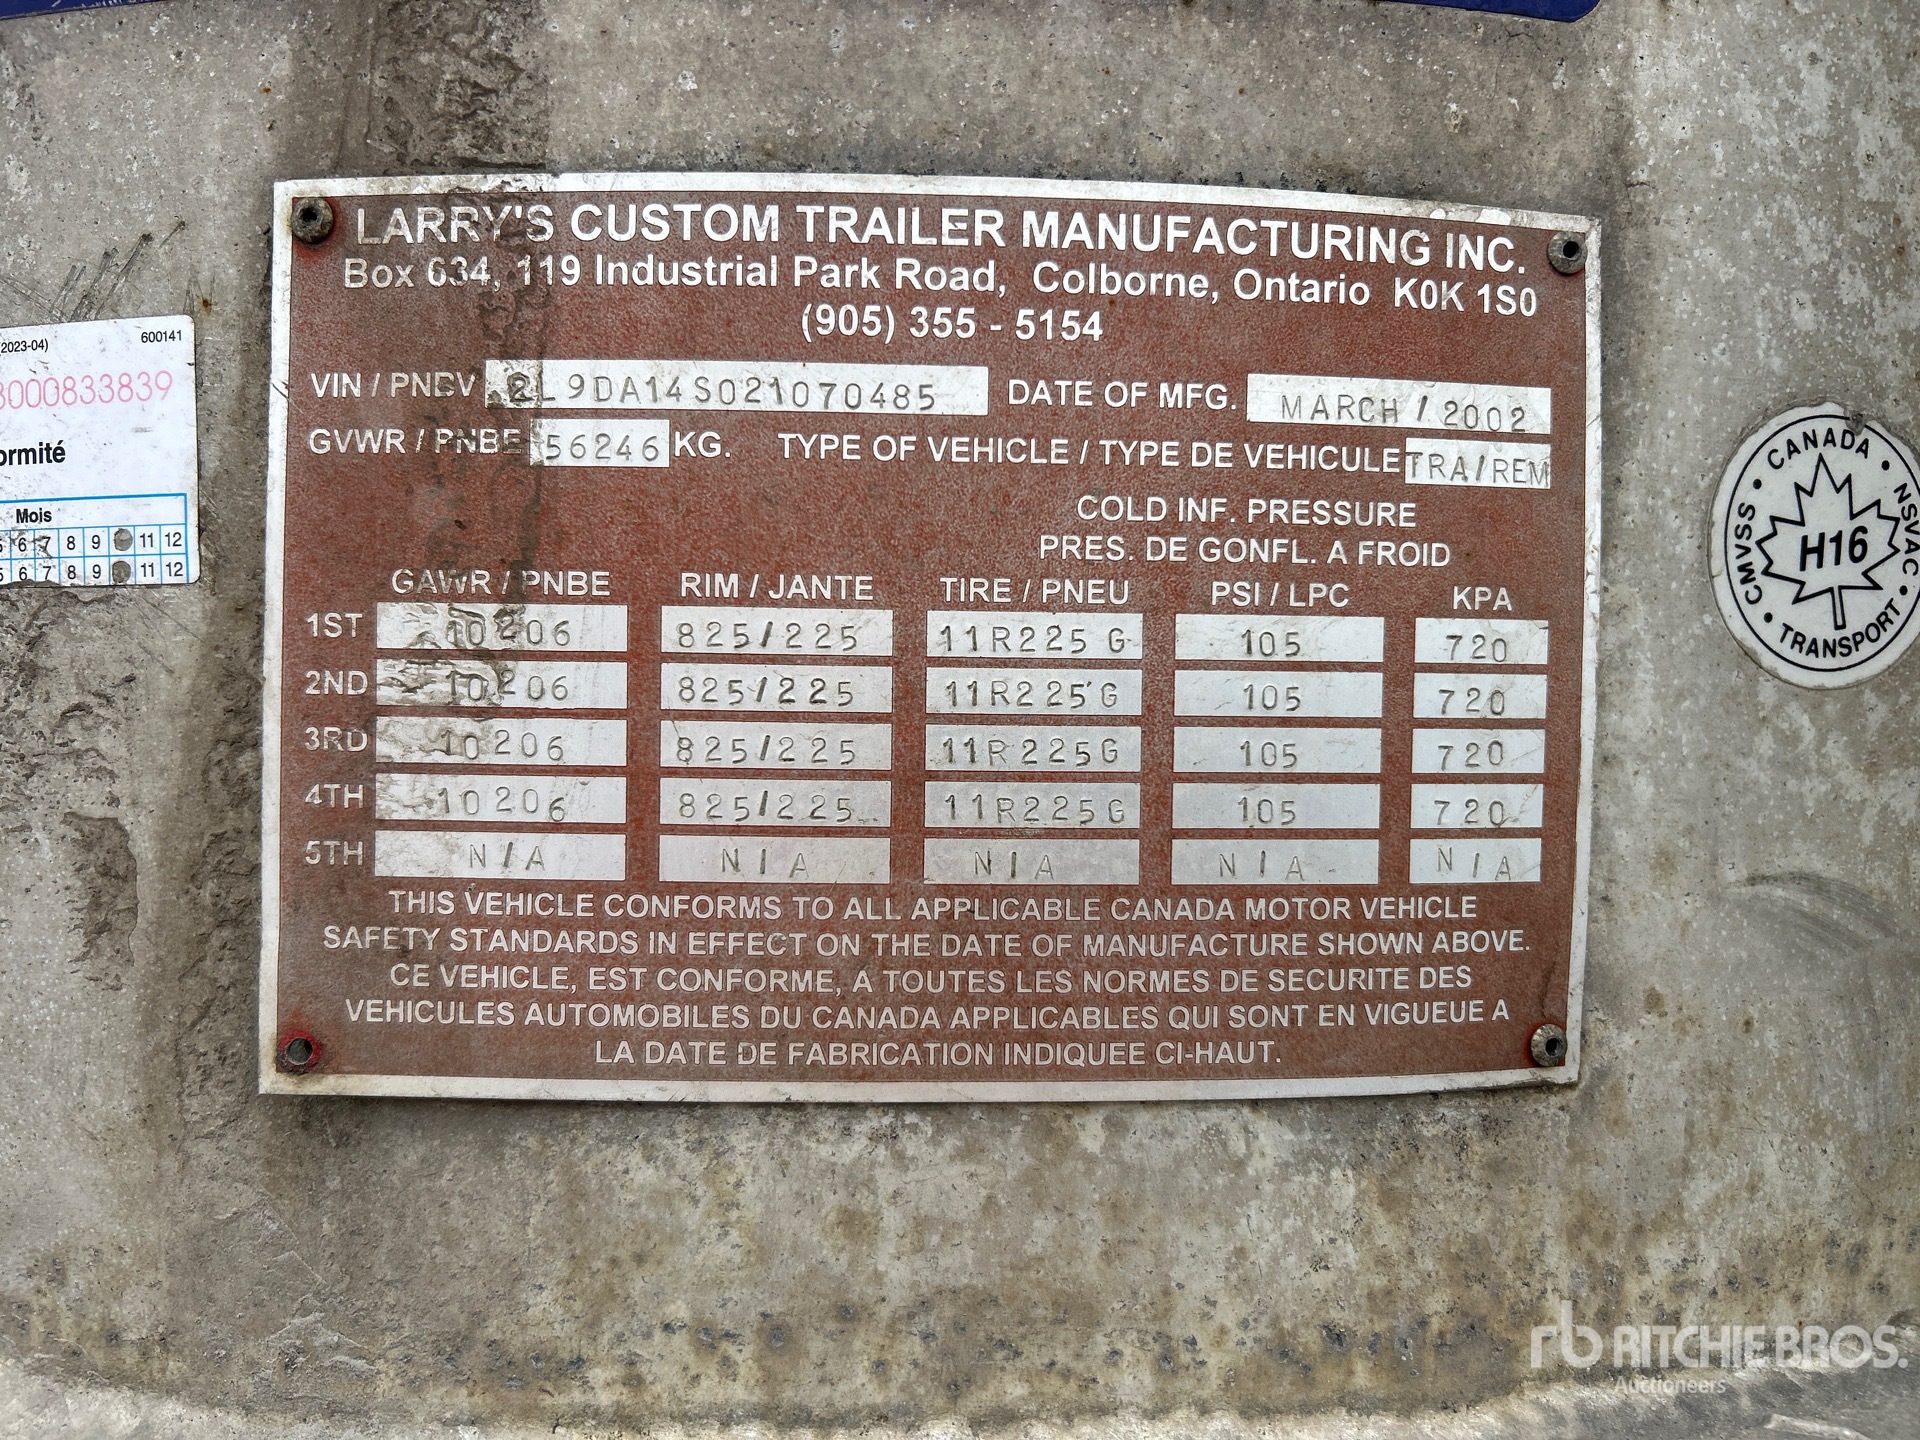 LARRY'S CUSTOM TRAILER MANUFACTURING INC.
Box 634, 119 Industrial Park Road, Colborne, Ontario K0K 1S0
(905) 355 - 5154
VIN / PNBV 2L9DA14S021070485 DATE OF MFG. MARCH/2002
GVWR / PNBE 56246 KG. TYPE OF VEHICLE / TYPE DE VEHICULE TRA/REM
COLD INF. PRESSURE
PRES. DE GONFL. A FROID
GAWR / PNBE RIM / JANTE TIRE / PNEU PSI / LPC KPA
1ST 10206 825/225 11R225G 105 720
2ND 10206 825/225 11R225G 105 720
3RD 10206 825/225 11R225G 105 720
4TH 10206 825/225 11R225G 105 720
5TH N/A N/A N/A N/A N/A
THIS VEHICLE CONFORMS TO ALL APPLICABLE CANADA MOTOR VEHICLE
SAFETY STANDARDS IN EFFECT ON THE DATE OF MANUFACTURE SHOWN ABOVE.
CE VEHICLE, EST CONFORME, A TOUTES LES NORMES DE SECURITE DES
VEHICULES AUTOMOBILES DU CANADA APPLICABLES QUI SONT EN VIGUEUE A
LA DATE DE FABRICATION INDIQUEE CI-HAUT.
(2023-04) 600141
000833839
ormité
Mois
6 7 8 9 11 12
6 7 8 9 11 12
CANADA
CMVSS H16 NSVAC
TRANSPORT
rb RITCHIE BROS.
Auctioneers